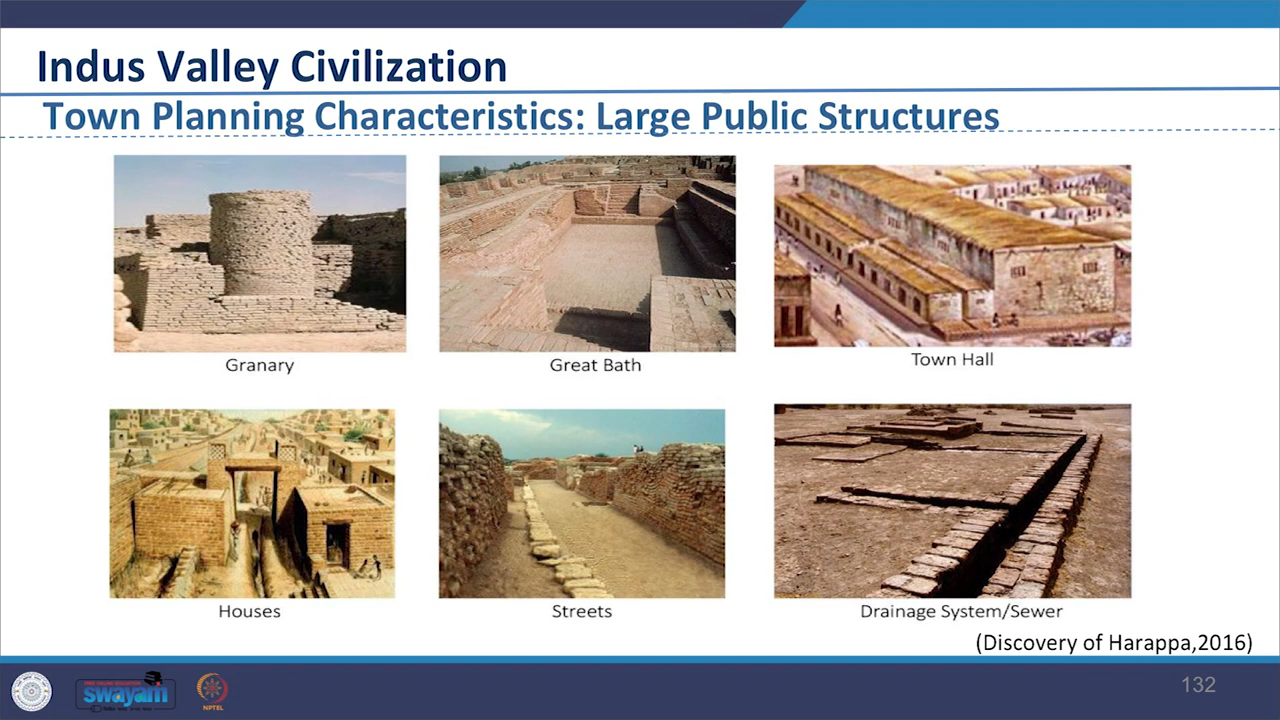 Indus Valley Civilization
Town Planning Characteristics: Large Public Structures
Granary
Great Bath
Town Hall
Houses
Streets
Drainage System/Sewer
(Discovery of Harappa,2016)
swayam
NPTEL
132